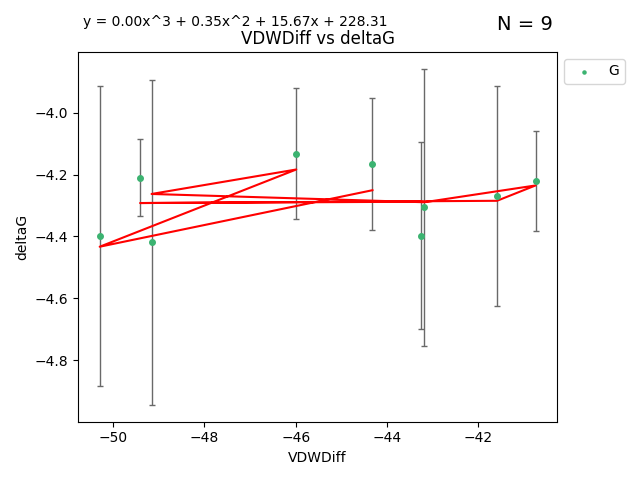 y = 0.00x^3 + 0.35x^2 + 15.67x + 228.31
N = 9
VDWDiff vs deltaG
G
−4.0
−4.2
−4.4
−4.6
−4.8
deltaG
−50
−48
−46
−44
−42
VDWDiff